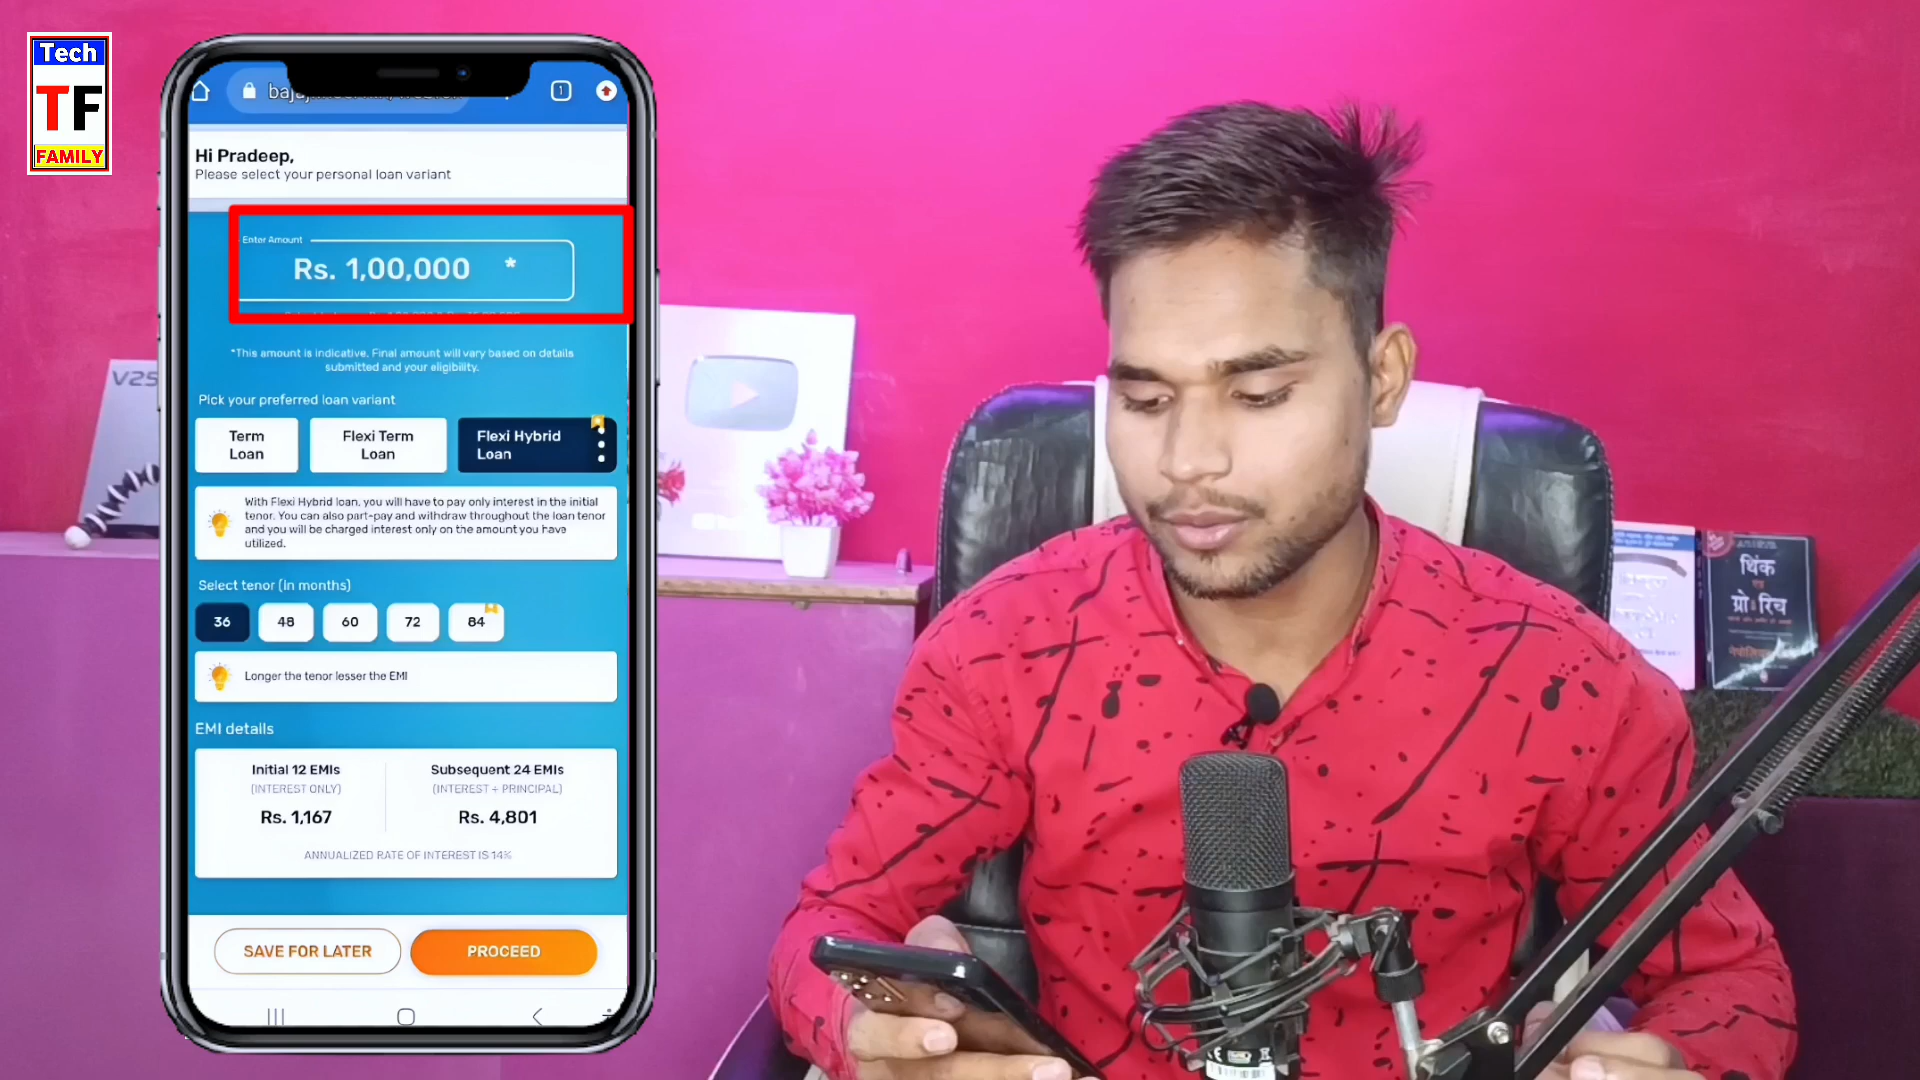 Tech
TF
FAMILY
1
Hi Pradeep,
Please select your personal loan variant
Enter Amount
Rs. 1,00,000 *
*This amount is indicative. Final amount will vary based on details
submitted and your eligibility.
Pick your preferred loan variant
Term
Loan
Flexi Term
Loan
Flexi Hybrid
Loan
With Flexi Hybrid loan, you will have to pay only interest in the initial
tenor. You can also part-pay and withdraw throughout the loan tenor
and you will be charged interest only on the amount you have
utilized.
Select tenor (In months)
36 48 60 72 84
Longer the tenor lesser the EMI
EMI details
Initial 12 EMIs
(INTEREST ONLY)
Rs. 1,167
Subsequent 24 EMIs
(INTEREST + PRINCIPAL)
Rs. 4,801
ANNUALIZED RATE OF INTEREST IS 14%
SAVE FOR LATER
PROCEED
V25
थिंक
ग्रो रिच